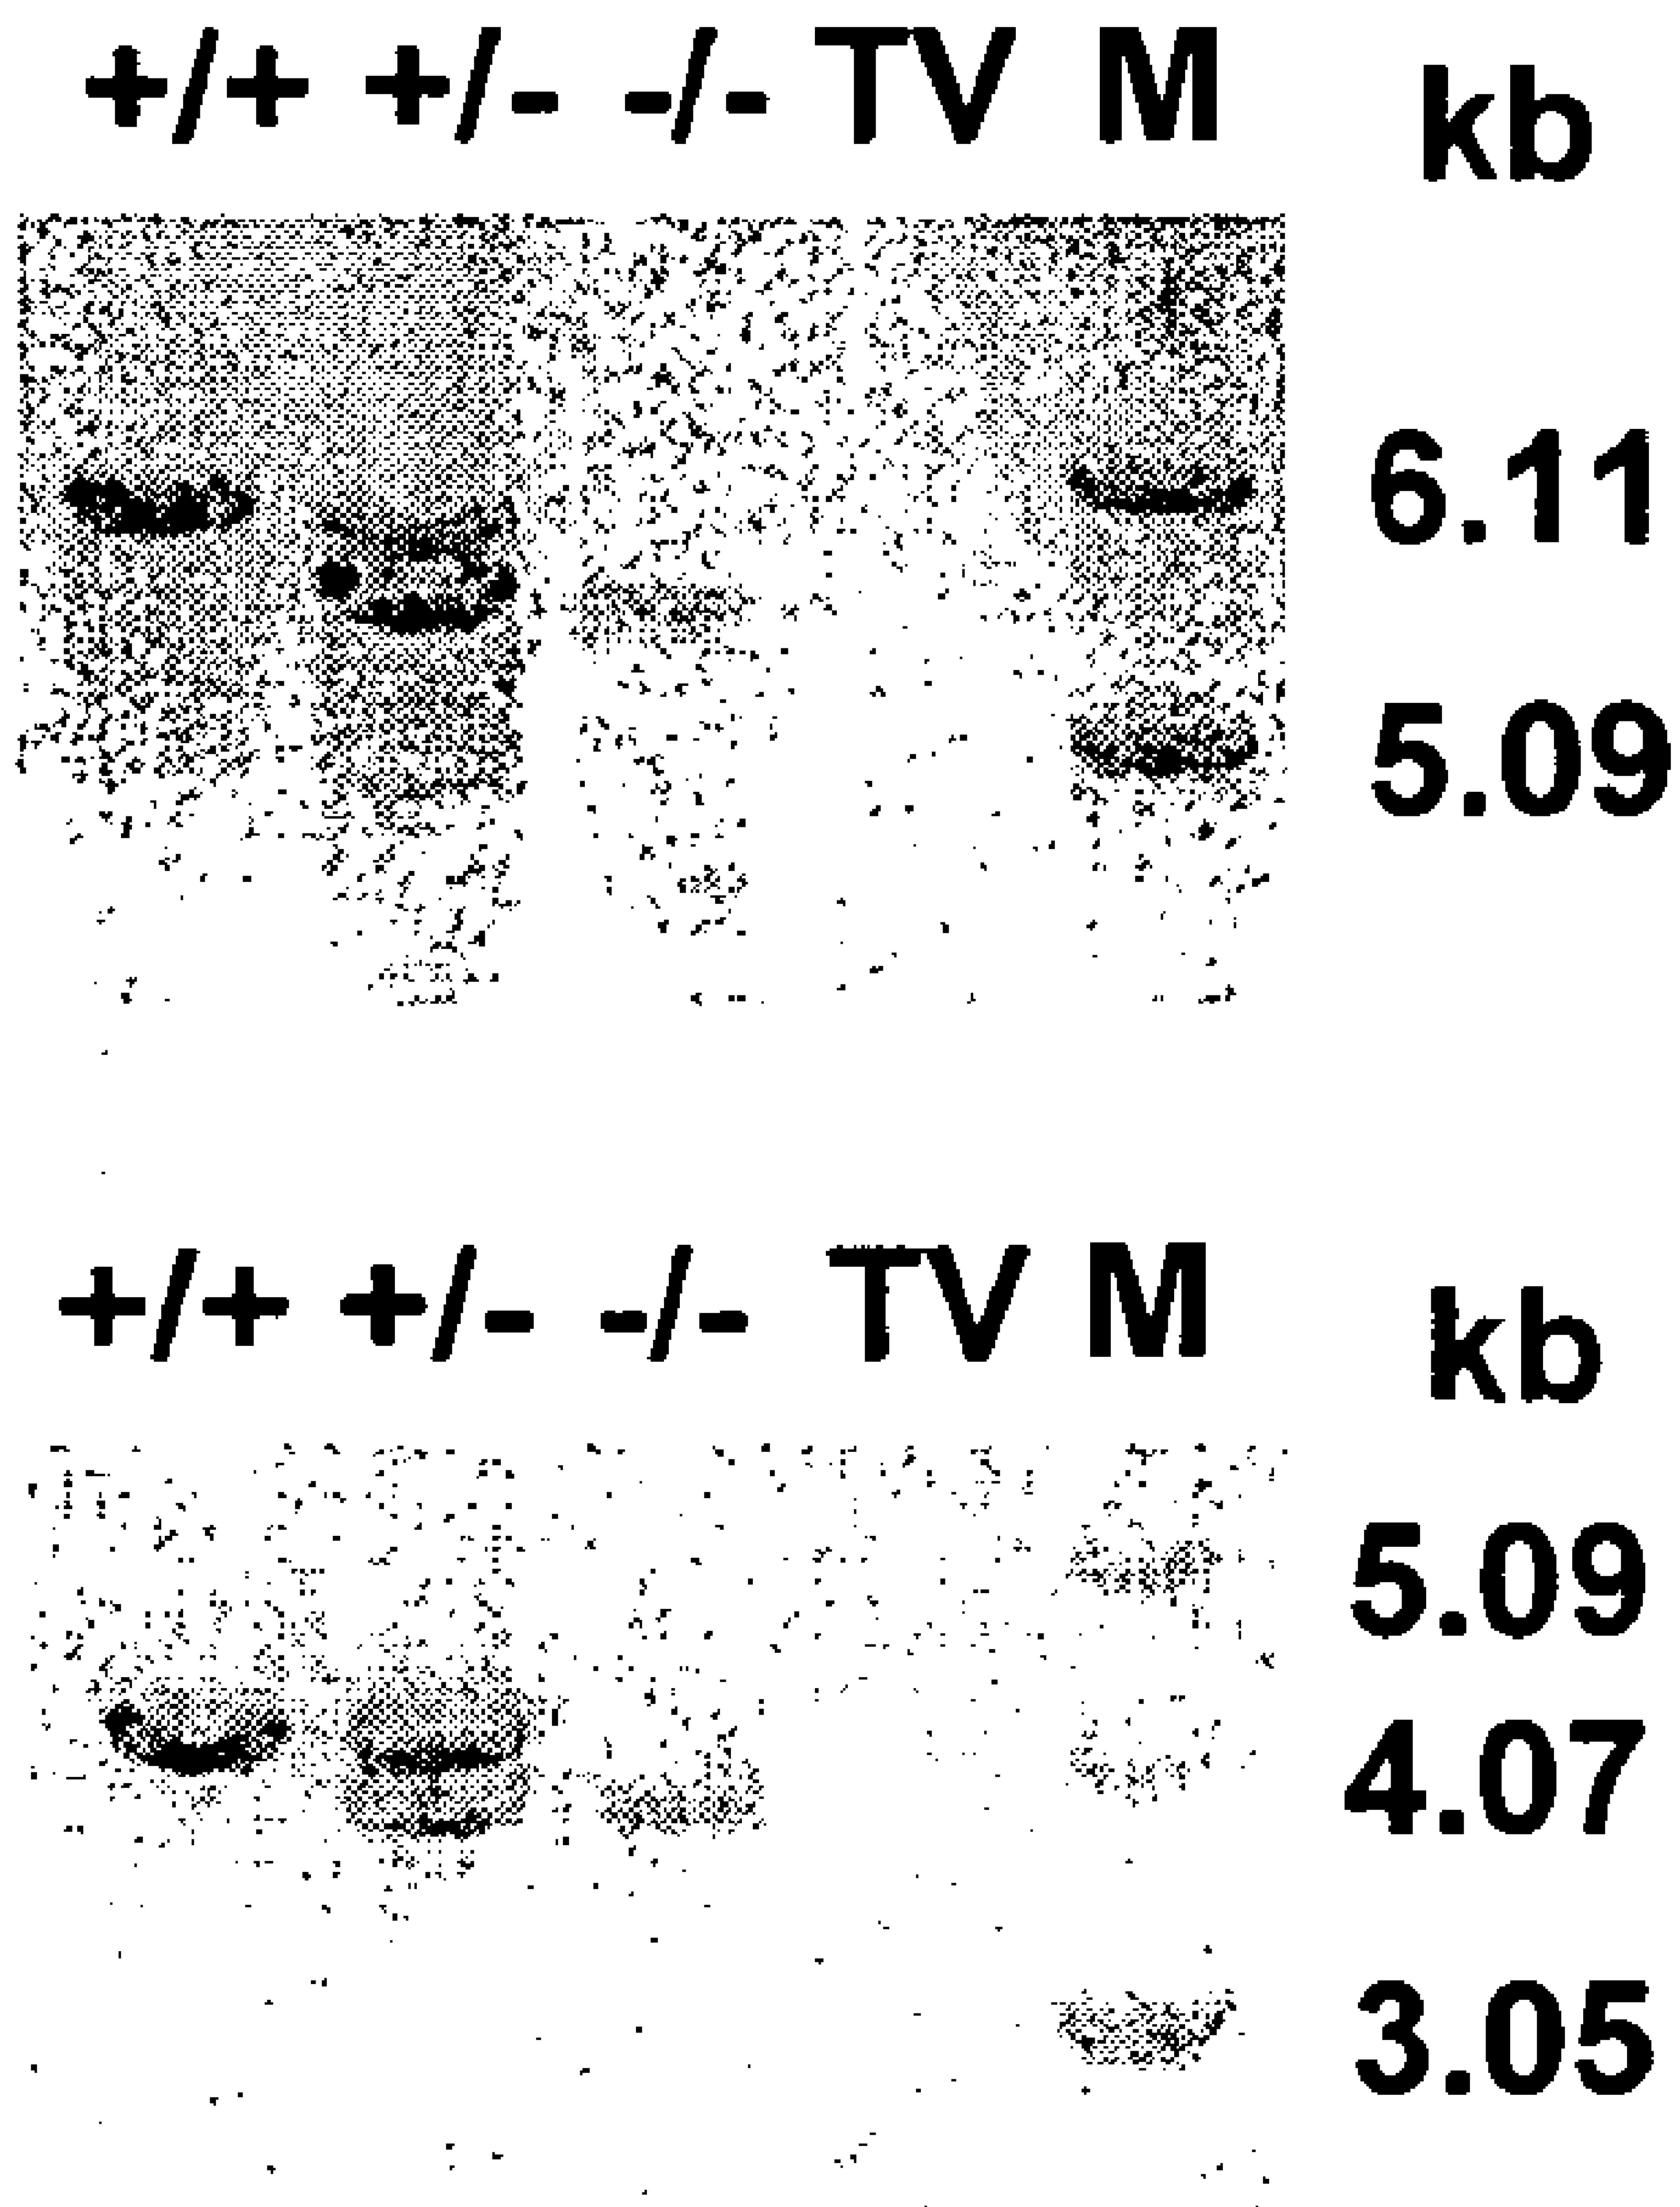 +/+ +/- -/- TV M kb
6.11
5.09
+/+ +/- -/- TV M kb
5.09
4.07
3.05